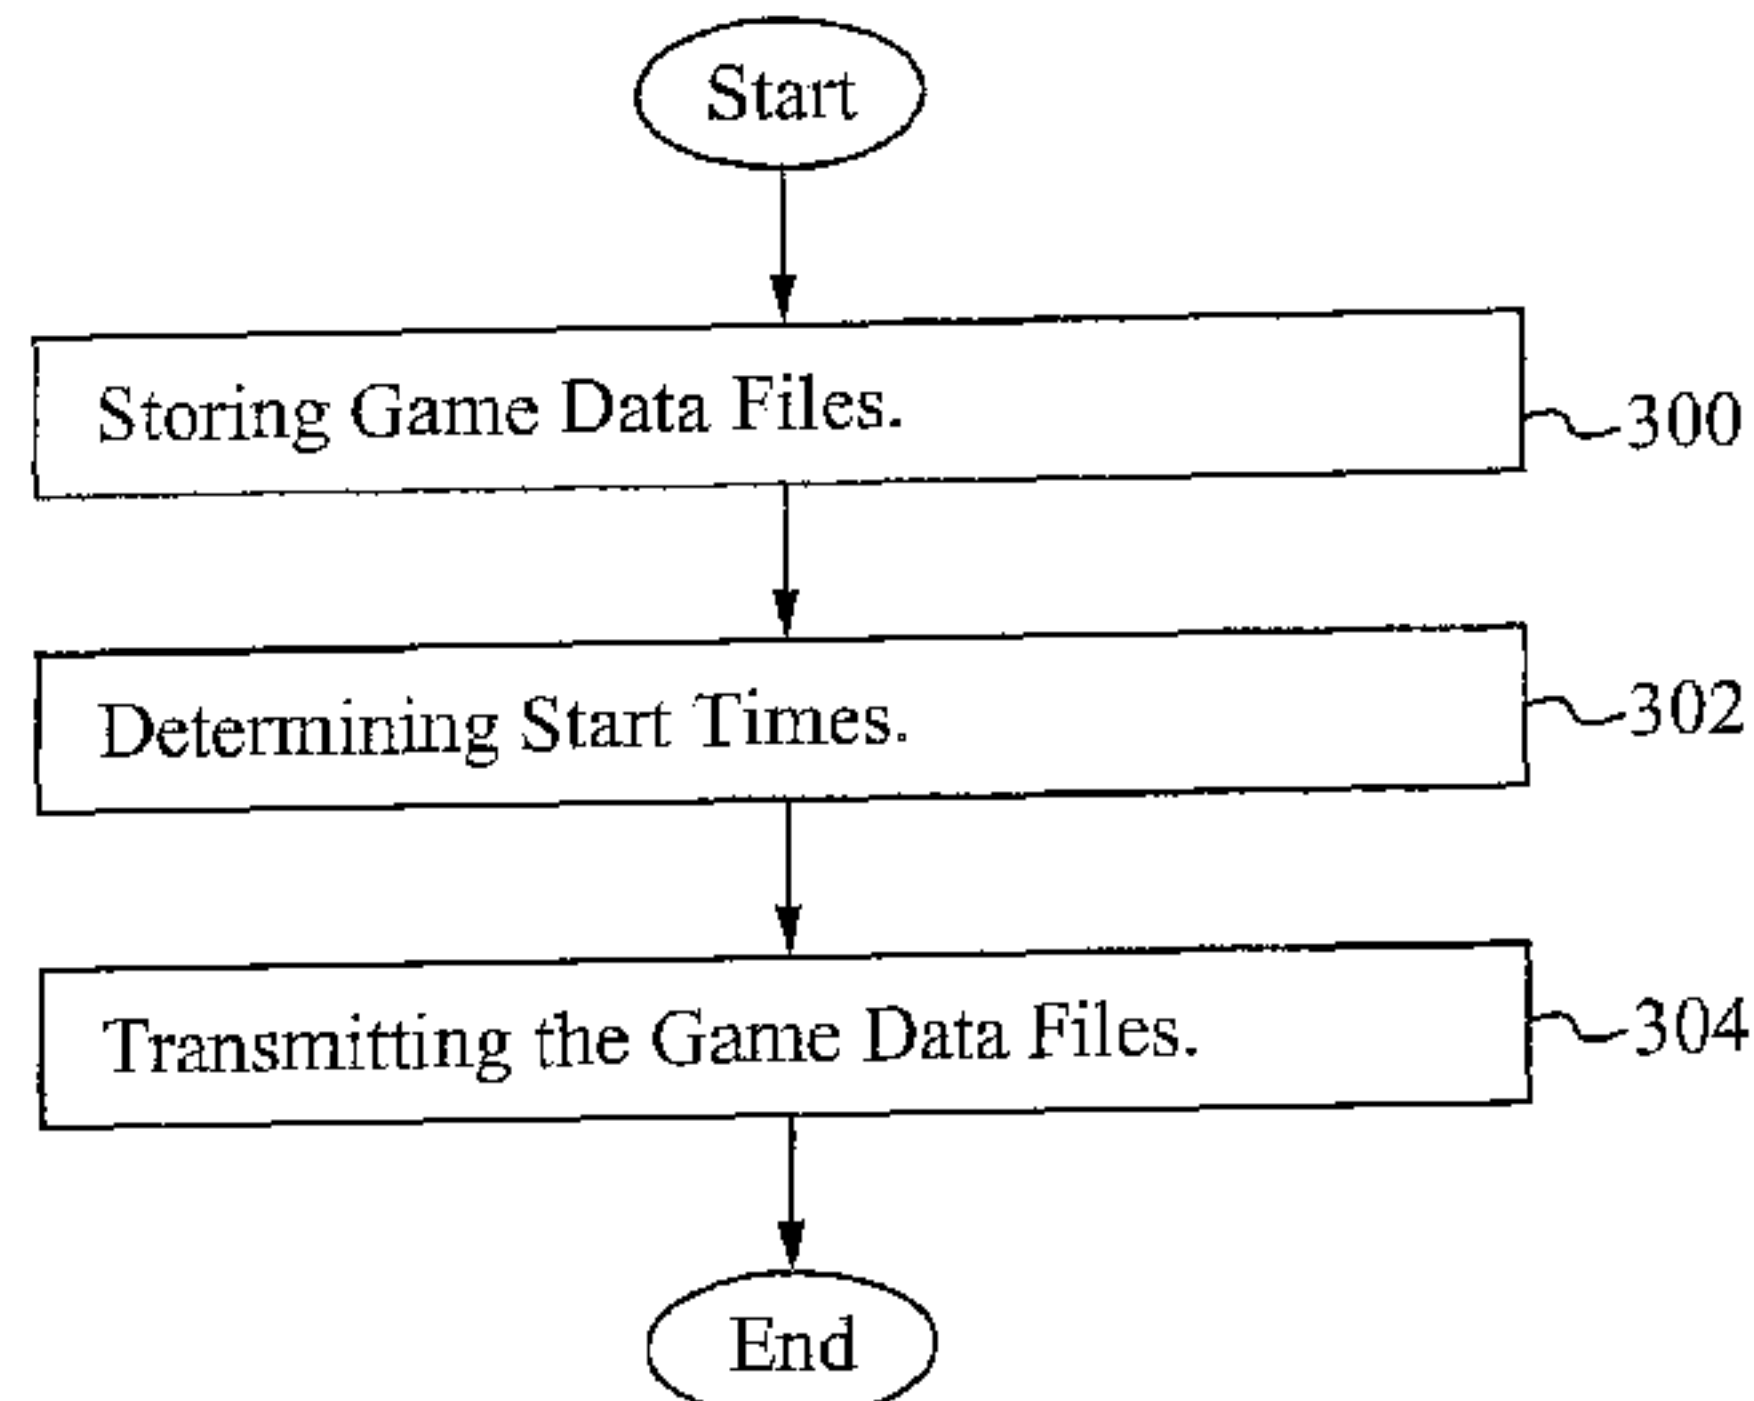 Start
Storing Game Data Files.
300
Determining Start Times.
302
Transmitting the Game Data Files.
304
End